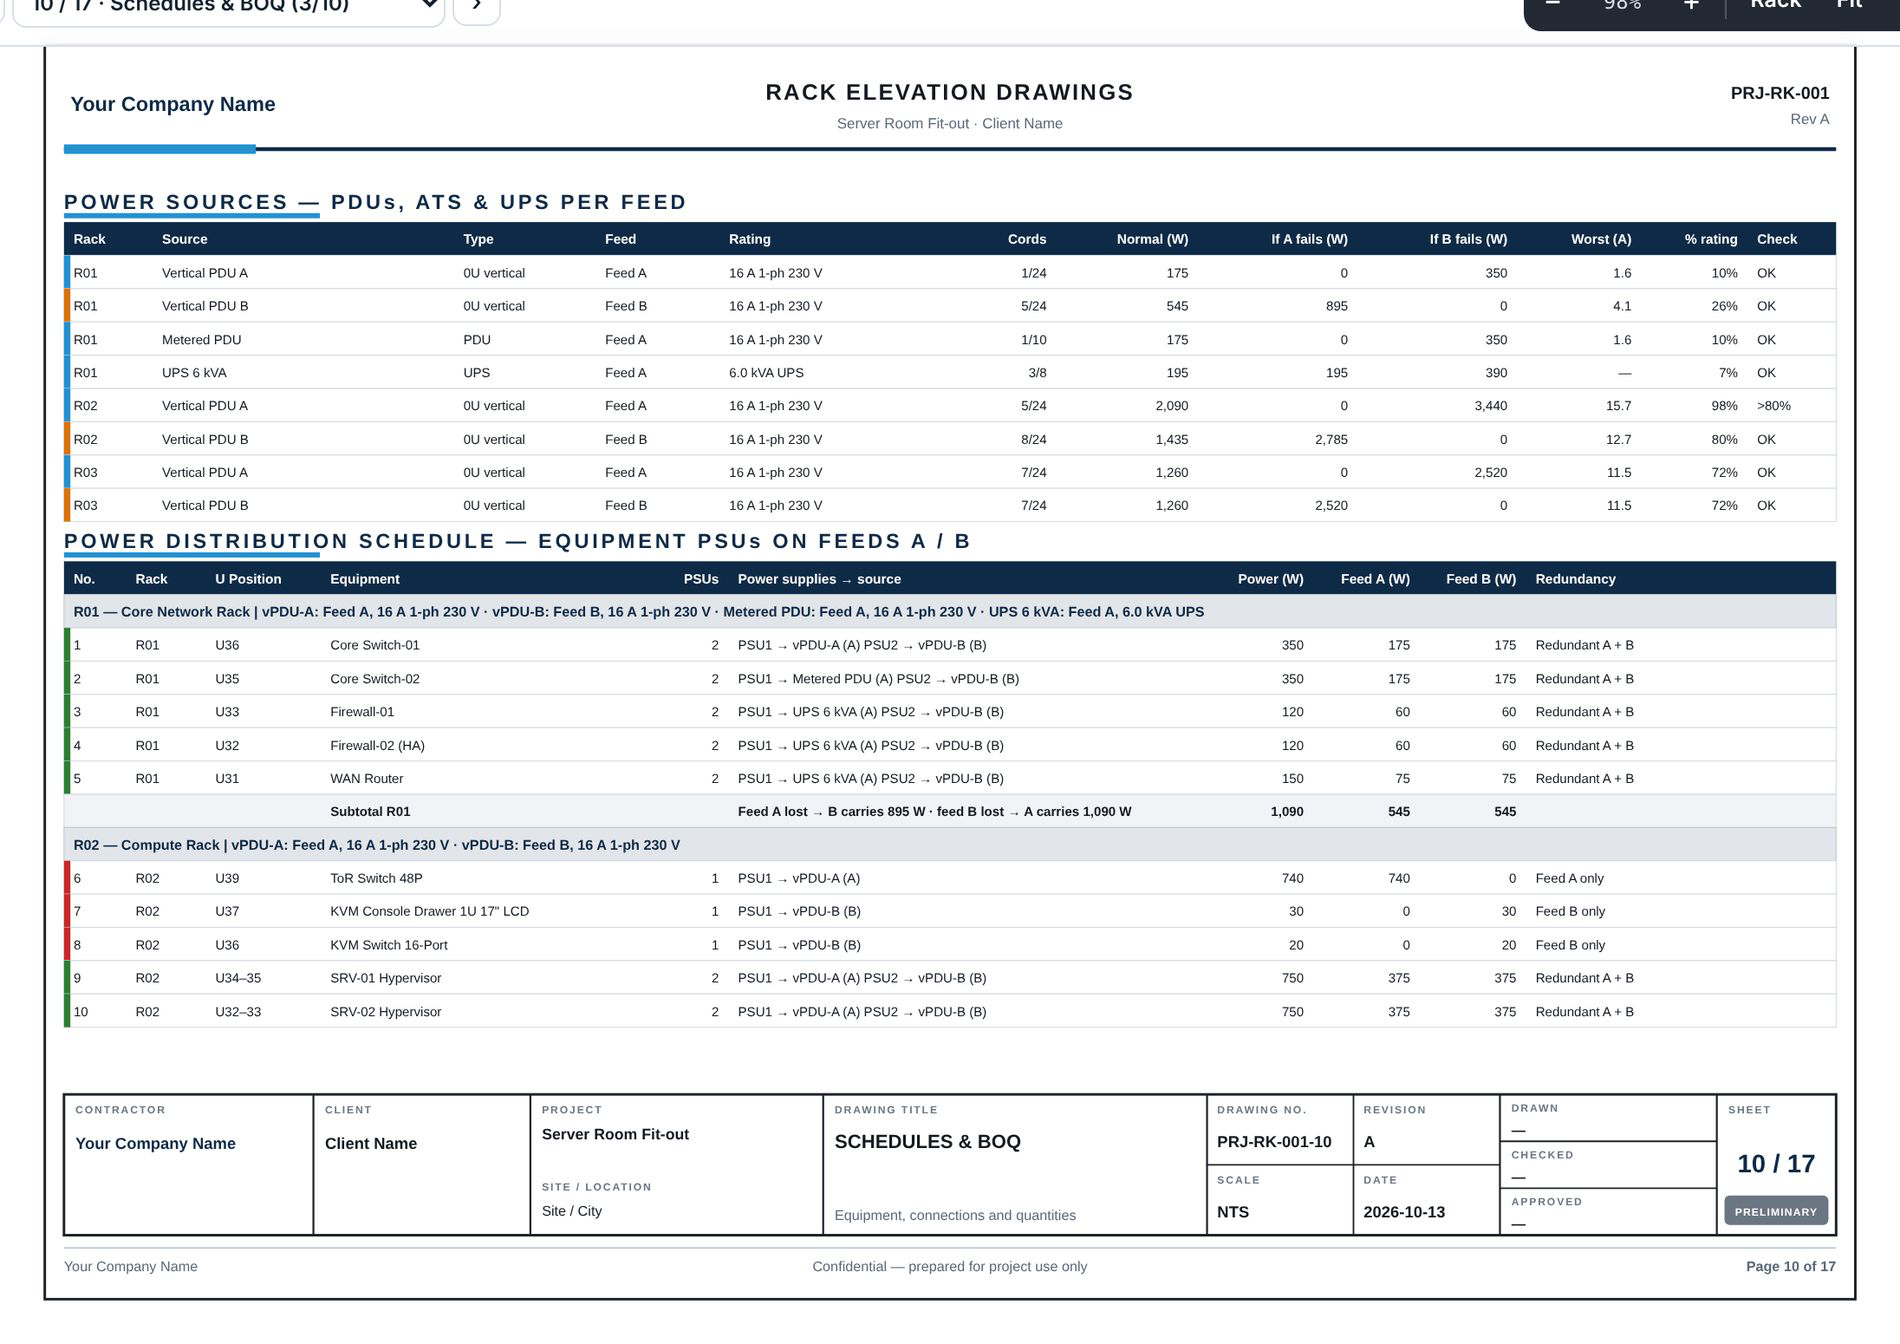 10 / 17 · Schedules & BOQ (3/10)
98%
Rack Fit
Your Company Name
RACK ELEVATION DRAWINGS
Server Room Fit-out · Client Name
PRJ-RK-001
Rev A
POWER SOURCES — PDUs, ATS & UPS PER FEED
Rack Source Type Feed Rating Cords Normal (W) If A fails (W) If B fails (W) Worst (A) % rating Check
R01 Vertical PDU A 0U vertical Feed A 16 A 1-ph 230 V 1/24 175 0 350 1.6 10% OK
R01 Vertical PDU B 0U vertical Feed B 16 A 1-ph 230 V 5/24 545 895 0 4.1 26% OK
R01 Metered PDU PDU Feed A 16 A 1-ph 230 V 1/10 175 0 350 1.6 10% OK
R01 UPS 6 kVA UPS Feed A 6.0 kVA UPS 3/8 195 195 390 — 7% OK
R02 Vertical PDU A 0U vertical Feed A 16 A 1-ph 230 V 5/24 2,090 0 3,440 15.7 98% >80%
R02 Vertical PDU B 0U vertical Feed B 16 A 1-ph 230 V 8/24 1,435 2,785 0 12.7 80% OK
R03 Vertical PDU A 0U vertical Feed A 16 A 1-ph 230 V 7/24 1,260 0 2,520 11.5 72% OK
R03 Vertical PDU B 0U vertical Feed B 16 A 1-ph 230 V 7/24 1,260 2,520 0 11.5 72% OK
POWER DISTRIBUTION SCHEDULE — EQUIPMENT PSUs ON FEEDS A / B
No. Rack U Position Equipment PSUs Power supplies → source Power (W) Feed A (W) Feed B (W) Redundancy
R01 — Core Network Rack | vPDU-A: Feed A, 16 A 1-ph 230 V · vPDU-B: Feed B, 16 A 1-ph 230 V · Metered PDU: Feed A, 16 A 1-ph 230 V · UPS 6 kVA: Feed A, 6.0 kVA UPS
1 R01 U36 Core Switch-01 2 PSU1 → vPDU-A (A) PSU2 → vPDU-B (B) 350 175 175 Redundant A + B
2 R01 U35 Core Switch-02 2 PSU1 → Metered PDU (A) PSU2 → vPDU-B (B) 350 175 175 Redundant A + B
3 R01 U33 Firewall-01 2 PSU1 → UPS 6 kVA (A) PSU2 → vPDU-B (B) 120 60 60 Redundant A + B
4 R01 U32 Firewall-02 (HA) 2 PSU1 → UPS 6 kVA (A) PSU2 → vPDU-B (B) 120 60 60 Redundant A + B
5 R01 U31 WAN Router 2 PSU1 → UPS 6 kVA (A) PSU2 → vPDU-B (B) 150 75 75 Redundant A + B
Subtotal R01 Feed A lost → B carries 895 W · feed B lost → A carries 1,090 W 1,090 545 545
R02 — Compute Rack | vPDU-A: Feed A, 16 A 1-ph 230 V · vPDU-B: Feed B, 16 A 1-ph 230 V
6 R02 U39 ToR Switch 48P 1 PSU1 → vPDU-A (A) 740 740 0 Feed A only
7 R02 U37 KVM Console Drawer 1U 17" LCD 1 PSU1 → vPDU-B (B) 30 0 30 Feed B only
8 R02 U36 KVM Switch 16-Port 1 PSU1 → vPDU-B (B) 20 0 20 Feed B only
9 R02 U34–35 SRV-01 Hypervisor 2 PSU1 → vPDU-A (A) PSU2 → vPDU-B (B) 750 375 375 Redundant A + B
10 R02 U32–33 SRV-02 Hypervisor 2 PSU1 → vPDU-A (A) PSU2 → vPDU-B (B) 750 375 375 Redundant A + B
CONTRACTOR
Your Company Name
CLIENT
Client Name
PROJECT
Server Room Fit-out
SITE / LOCATION
Site / City
DRAWING TITLE
SCHEDULES & BOQ
Equipment, connections and quantities
DRAWING NO.
PRJ-RK-001-10
REVISION
A
SCALE
NTS
DATE
2026-10-13
DRAWN
—
CHECKED
—
APPROVED
—
SHEET
10 / 17
PRELIMINARY
Your Company Name
Confidential — prepared for project use only
Page 10 of 17